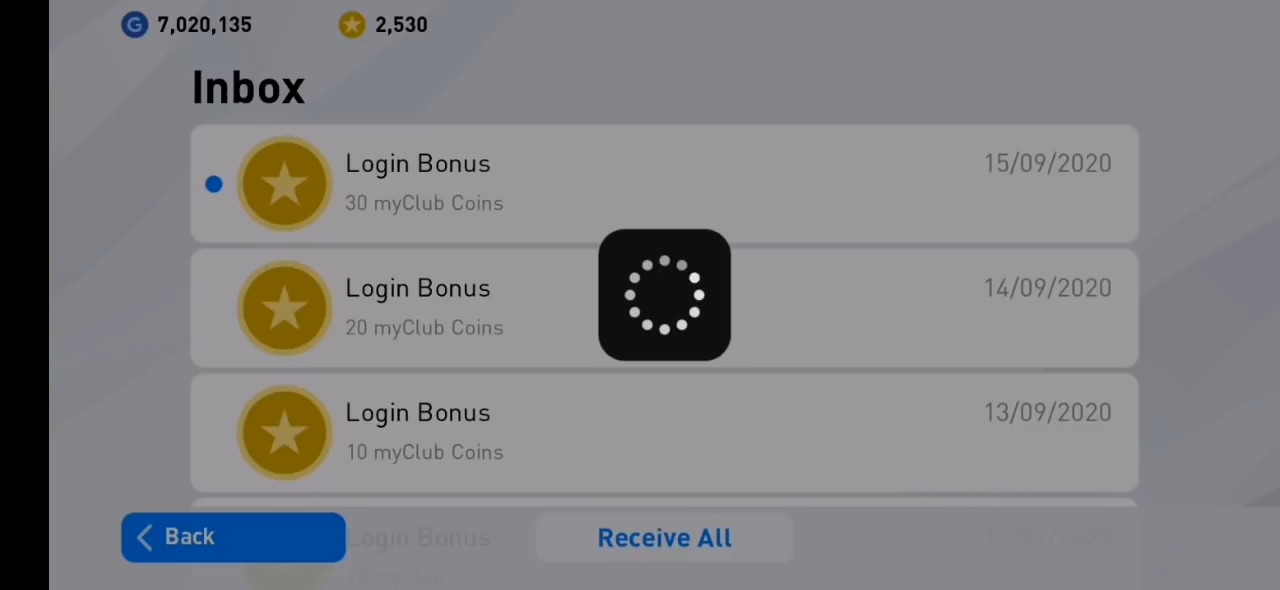 G 7,020,135 2,530
Inbox
Login Bonus 15/09/2020
30 myClub Coins
Login Bonus 14/09/2020
20 myClub Coins
Login Bonus 13/09/2020
10 myClub Coins
Back Login Bonus Receive All